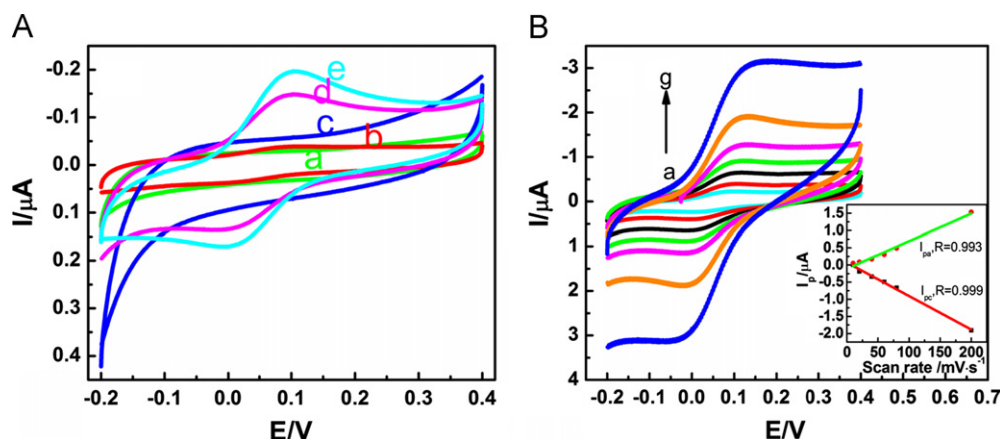 A
I/μA
-0.2
-0.1
0.0
0.1
0.2
0.3
0.4
e
d
c
b
a
-0.2 -0.1 0.0 0.1 0.2 0.3 0.4
E/V
B
I/μA
-3
-2
-1
0
1
2
3
4
g
a
-0.2 -0.1 0.0 0.1 0.2 0.3 0.4 0.5 0.6 0.7
E/V
Ip/μA
1.5
1.0
0.5
0.0
-0.5
-1.0
-1.5
-2.0
Ipa,R=0.993
Ipc,R=0.999
0 50 100 150 200
Scan rate /mV·s-1